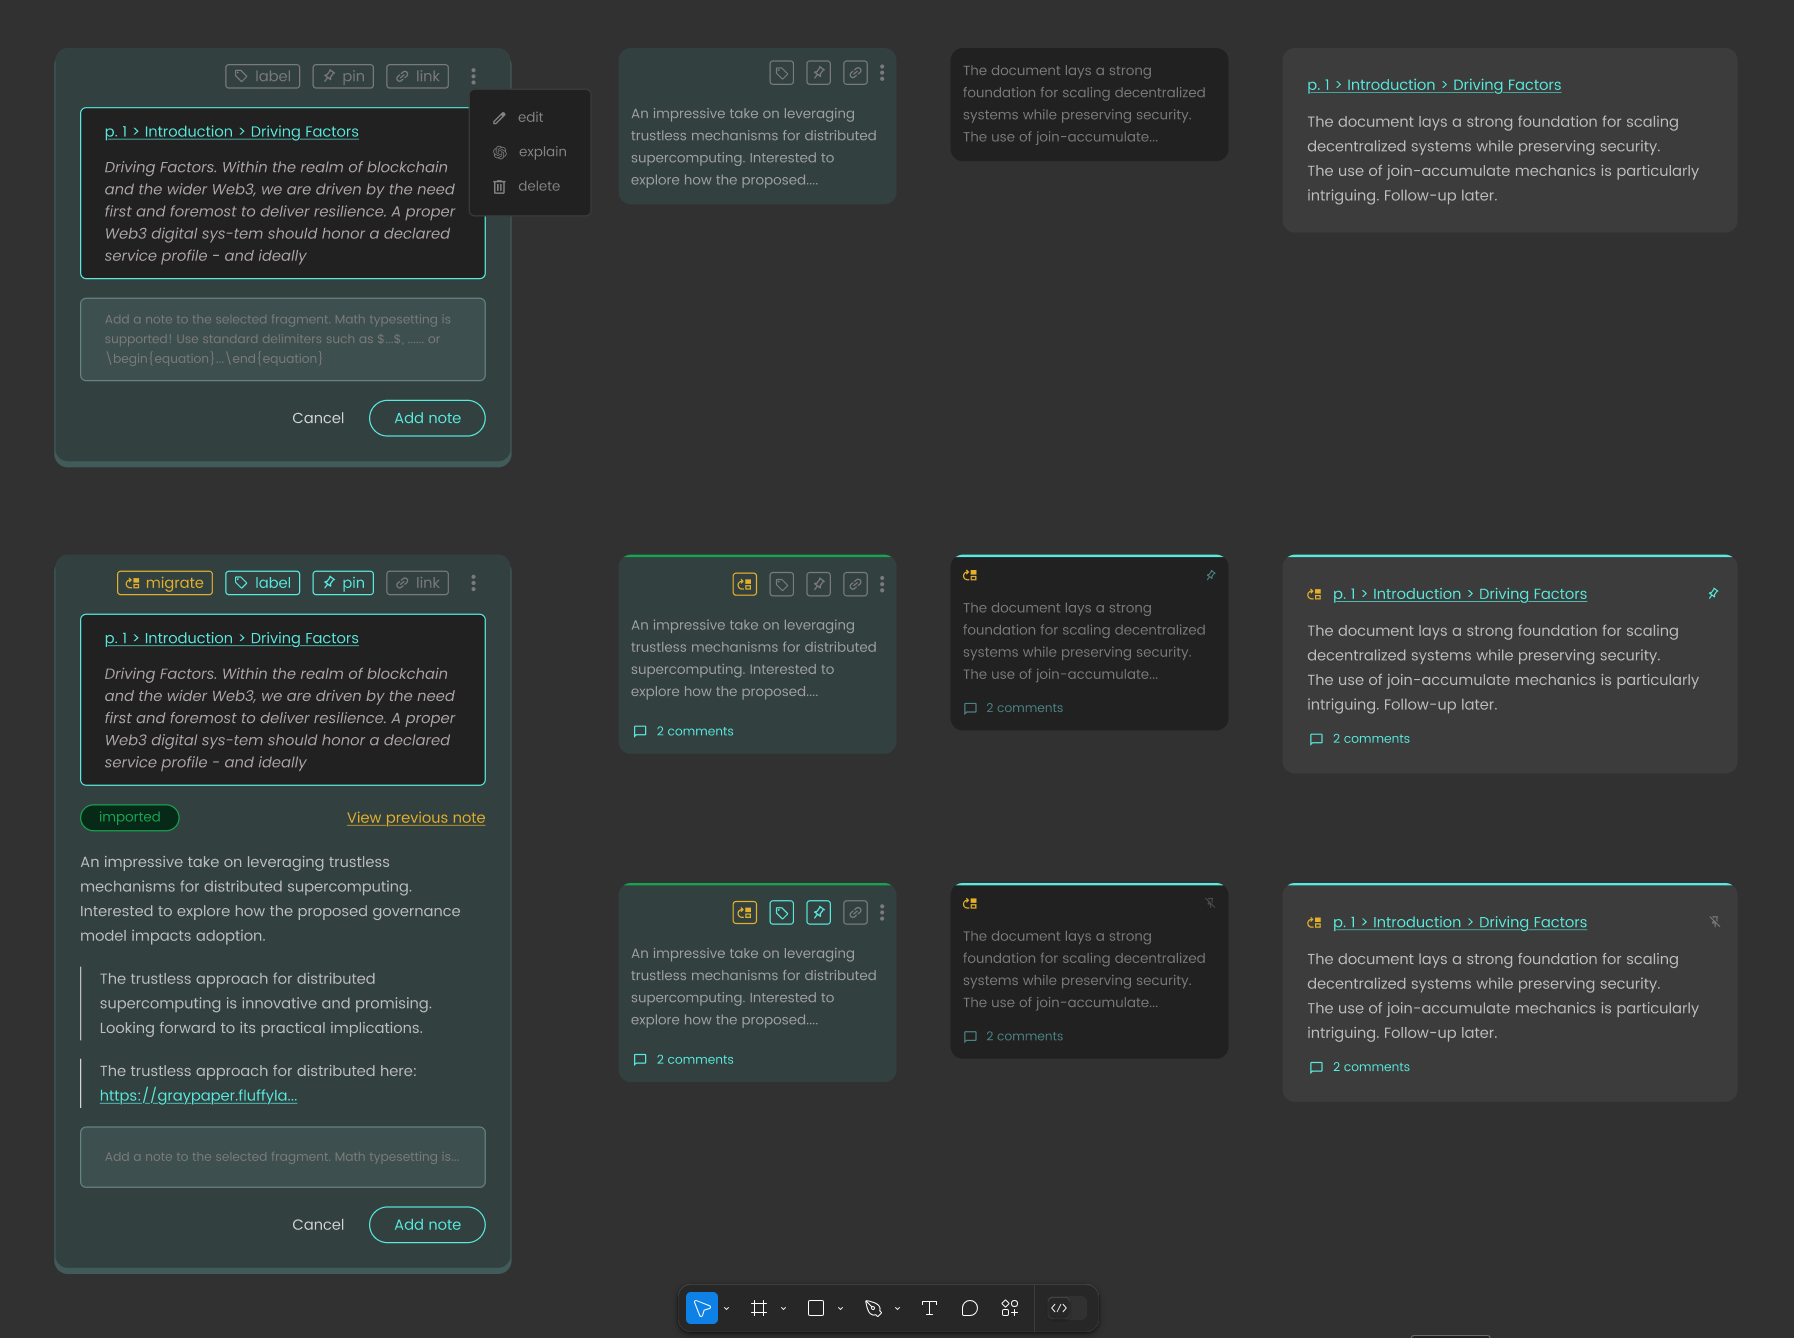 label
pin
link
edit
explain
delete
p. 1 > Introduction > Driving Factors
Driving Factors. Within the realm of blockchain
and the wider Web3, we are driven by the need
first and foremost to deliver resilience. A proper
Web3 digital sys-tem should honor a declared
service profile - and ideally
Add a note to the selected fragment. Math typesetting is
supported! Use standard delimiters such as $...$, ...... or
\begin{equation}...\end{equation}
Cancel
Add note
An impressive take on leveraging
trustless mechanisms for distributed
supercomputing. Interested to
explore how the proposed....
The document lays a strong
foundation for scaling decentralized
systems while preserving security.
The use of join-accumulate...
p. 1 > Introduction > Driving Factors
The document lays a strong foundation for scaling
decentralized systems while preserving security.
The use of join-accumulate mechanics is particularly
intriguing. Follow-up later.
migrate
label
pin
link
p. 1 > Introduction > Driving Factors
Driving Factors. Within the realm of blockchain
and the wider Web3, we are driven by the need
first and foremost to deliver resilience. A proper
Web3 digital sys-tem should honor a declared
service profile - and ideally
imported
View previous note
An impressive take on leveraging trustless
mechanisms for distributed supercomputing.
Interested to explore how the proposed governance
model impacts adoption.
The trustless approach for distributed
supercomputing is innovative and promising.
Looking forward to its practical implications.
The trustless approach for distributed here:
https://graypaper.fluffyla...
Add a note to the selected fragment. Math typesetting is...
Cancel
Add note
An impressive take on leveraging
trustless mechanisms for distributed
supercomputing. Interested to
explore how the proposed....
2 comments
The document lays a strong
foundation for scaling decentralized
systems while preserving security.
The use of join-accumulate...
2 comments
p. 1 > Introduction > Driving Factors
The document lays a strong foundation for scaling
decentralized systems while preserving security.
The use of join-accumulate mechanics is particularly
intriguing. Follow-up later.
2 comments
An impressive take on leveraging
trustless mechanisms for distributed
supercomputing. Interested to
explore how the proposed....
2 comments
The document lays a strong
foundation for scaling decentralized
systems while preserving security.
The use of join-accumulate...
2 comments
p. 1 > Introduction > Driving Factors
The document lays a strong foundation for scaling
decentralized systems while preserving security.
The use of join-accumulate mechanics is particularly
intriguing. Follow-up later.
2 comments